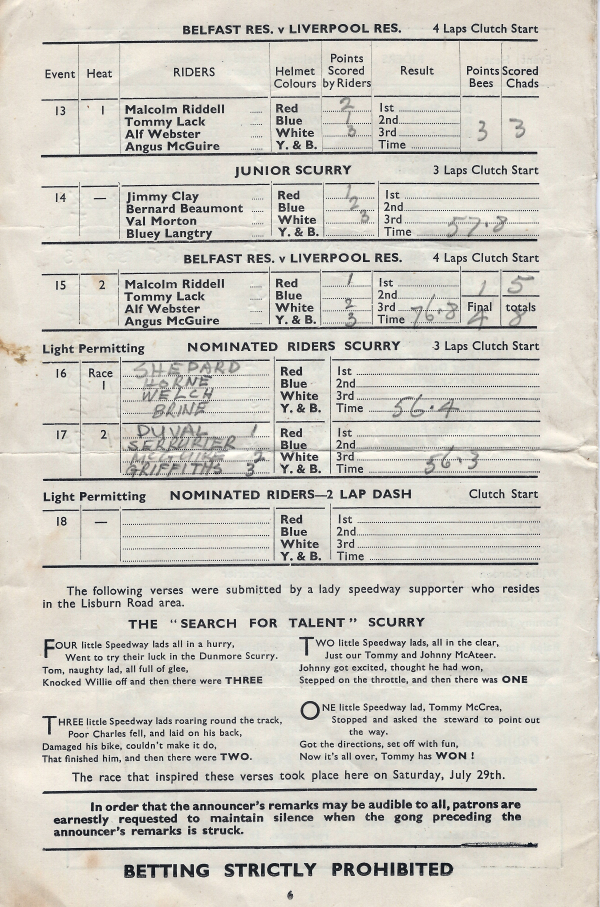 BELFAST RES. v LIVERPOOL RES. 4 Laps Clutch Start
Event Heat RIDERS Helmet Colours Points Scored by Riders Result Points Scored
Bees Chads
13 1 Malcolm Riddell Red 2 1st
Tommy Lack Blue 1 2nd
Alf Webster White 3 3rd 3 3
Angus McGuire Y. & B. Time
JUNIOR SCURRY 3 Laps Clutch Start
14 — Jimmy Clay Red 1 1st
Bernard Beaumont Blue 2 2nd
Val Morton White 3 3rd
Bluey Langtry Y. & B. Time 57.8
BELFAST RES. v LIVERPOOL RES. 4 Laps Clutch Start
15 2 Malcolm Riddell Red 1 1st 1 5
Tommy Lack Blue 2nd
Alf Webster White 2 3rd Final totals
Angus McGuire Y. & B. 3 Time 76.8 4 8
Light Permitting NOMINATED RIDERS SCURRY 3 Laps Clutch Start
16 Race 1 SHEPARD Red 1st
HORNE Blue 2nd
WELCH White 3rd
BRINE Y. & B. Time 56.4
17 2 DUVAL 1 Red 1st
SERRURIER Blue 2nd
McGUIRE 2 White 3rd
GRIFFITHS 3 Y. & B. Time 56.3
Light Permitting NOMINATED RIDERS—2 LAP DASH Clutch Start
18 — Red 1st
Blue 2nd
White 3rd
Y. & B. Time
The following verses were submitted by a lady speedway supporter who resides
in the Lisburn Road area.
THE "SEARCH FOR TALENT" SCURRY
FOUR little Speedway lads all in a hurry,
Went to try their luck in the Dunmore Scurry.
Tom, naughty lad, all full of glee,
Knocked Willie off and then there were THREE
THREE little Speedway lads roaring round the track,
Poor Charles fell, and laid on his back,
Damaged his bike, couldn't make it do,
That finished him, and then there were TWO.
TWO little Speedway lads, all in the clear,
Just our Tommy and Johnny McAteer.
Johnny got excited, thought he had won,
Stepped on the throttle, and then there was ONE
ONE little Speedway lad, Tommy McCrea,
Stopped and asked the steward to point out
the way.
Got the directions, set off with fun,
Now it's all over, Tommy has WON !
The race that inspired these verses took place here on Saturday, July 29th.
In order that the announcer's remarks may be audible to all, patrons are
earnestly requested to maintain silence when the gong preceding the
announcer's remarks is struck.
BETTING STRICTLY PROHIBITED
6